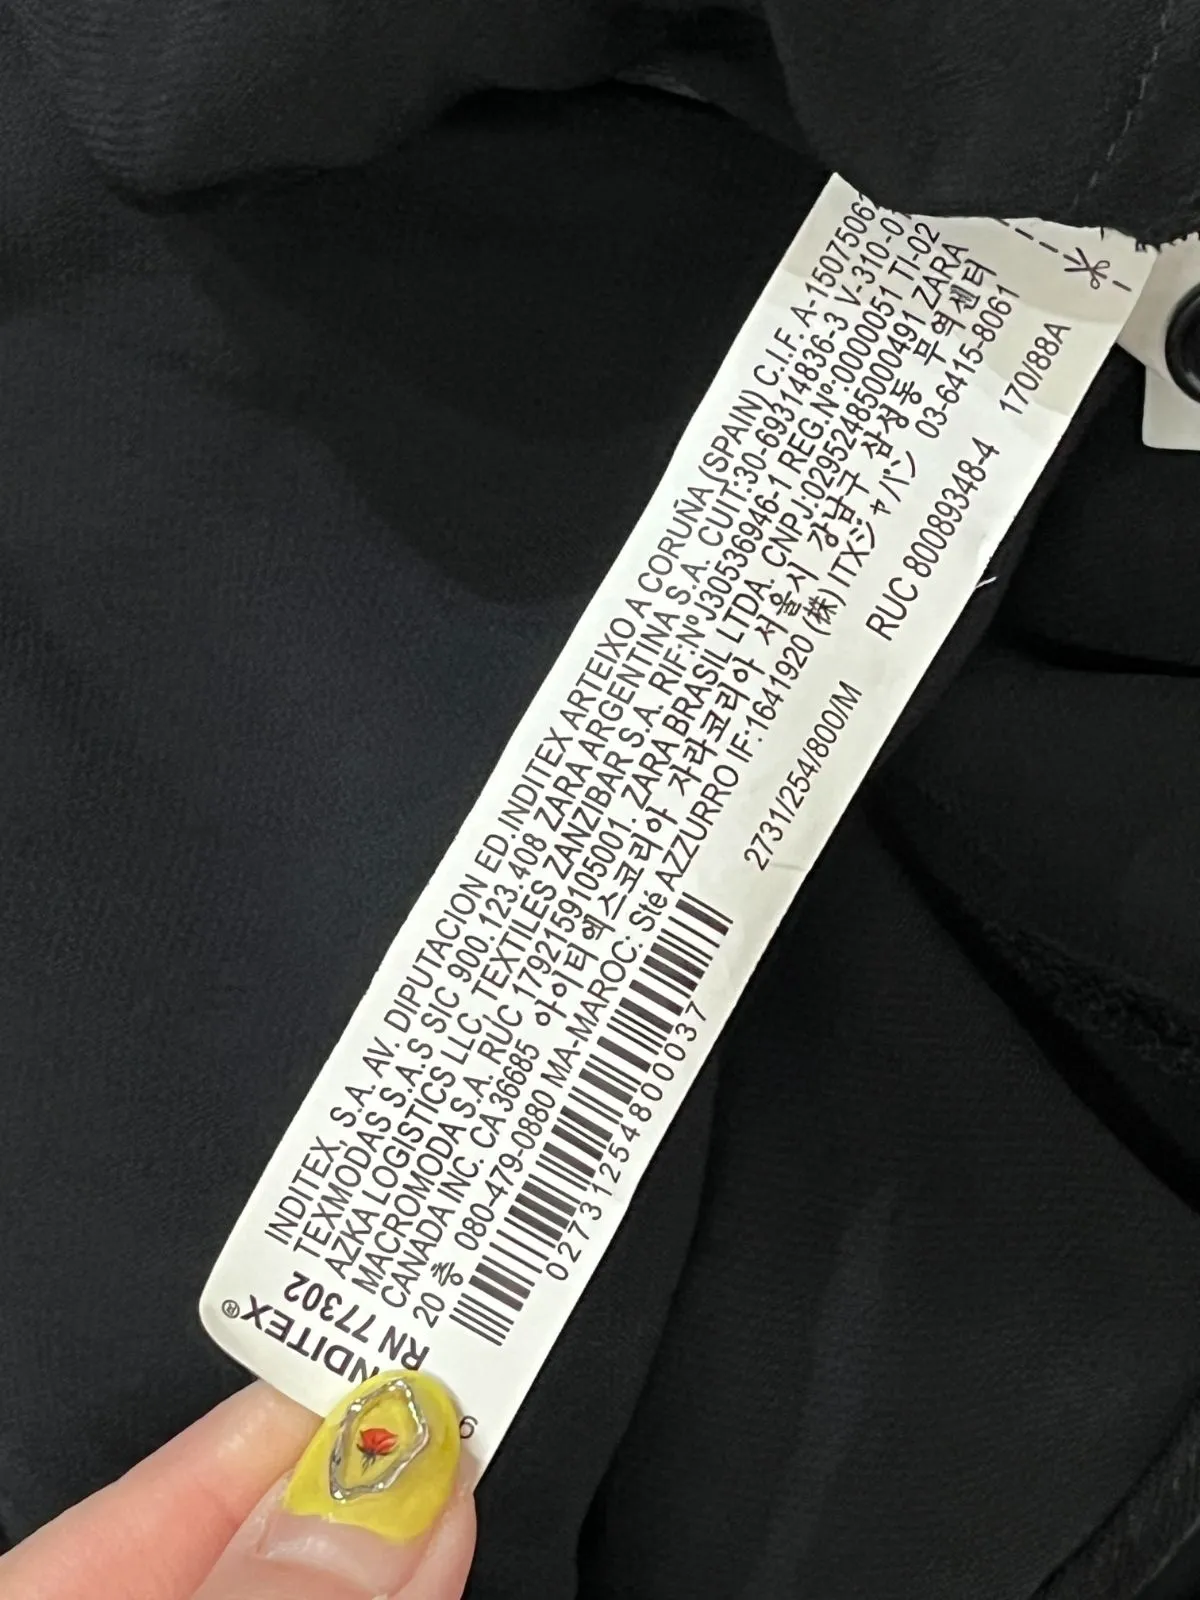 INDITEX, S.A. AV. DIPUTACION ED.INDITEX ARTEIXO A CORUÑA (SPAIN) C.I.F. A-15075062
TEXMODAS S.A.S SIC 900.123.408 ZARA ARGENTINA S.A. CUIT:30-69314836-3 V-310-07
AZKA LOGISTICS LLC, TEXTILES ZANZIBAR S.A. RIF:NºJ30536946-1 REG.Nº:0000051 TI-02
MACROMODA S.A. RUC 1792159105001. ZARA BRASIL LTDA. CNPJ:02952485000491 ZARA
CANADA INC. CA 36685 아이티엑스코리아 자라코리아 서울시 강남구 삼성동 무역센터
20 층 080-479-0880 MA-MAROC: Sté AZZURRO IF:1641920 (株) ITXジャパン 03-6415-8061
RUC 80089348-4
170/88A
2731/254/800/M
02731254800037
INDITEX®
RN 77302